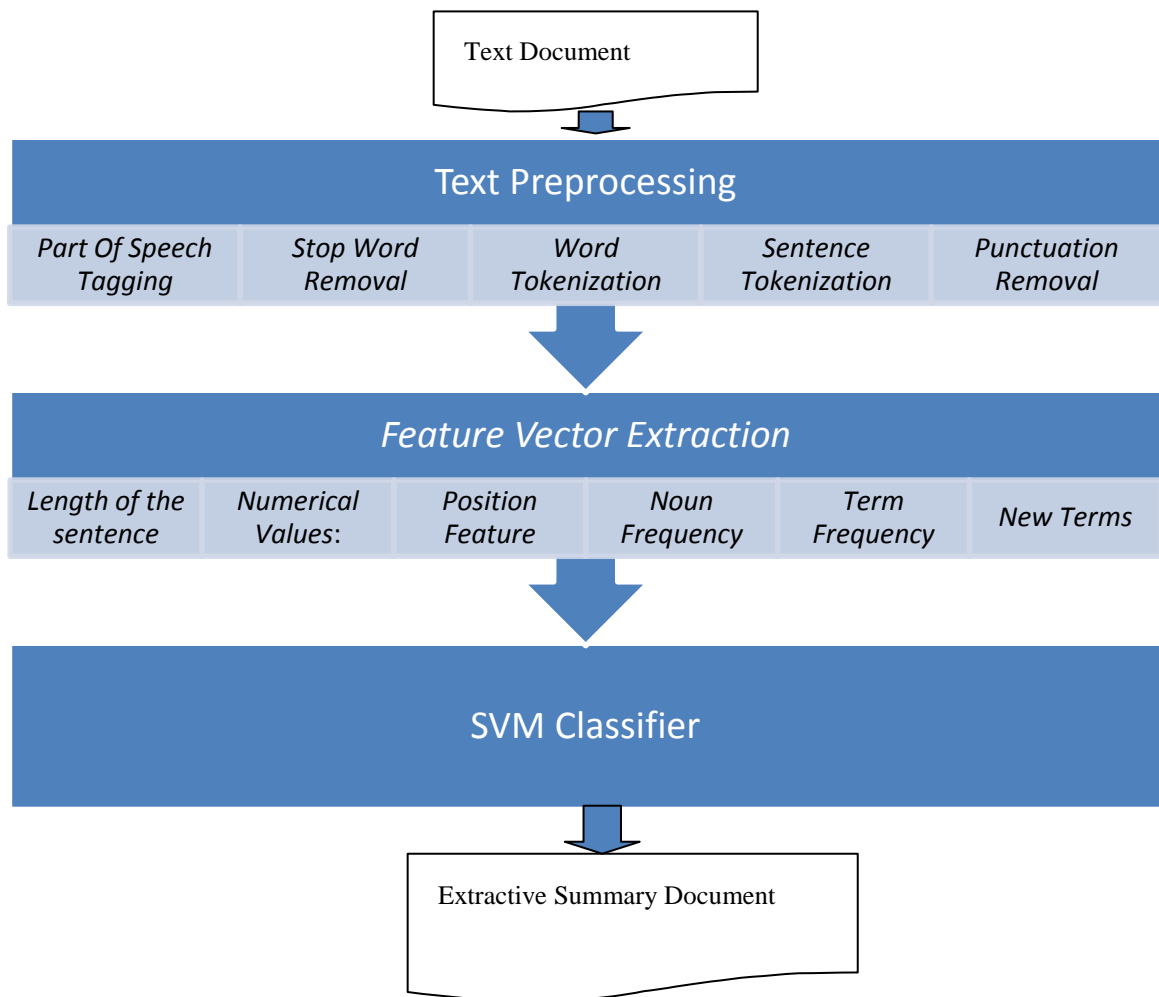 Text Document
Text Preprocessing
Part Of Speech
Tagging
Stop Word
Removal
Word
Tokenization
Sentence
Tokenization
Punctuation
Removal
Feature Vector Extraction
Length of the
sentence
Numerical
Values:
Position
Feature
Noun
Frequency
Term
Frequency
New Terms
SVM Classifier
Extractive Summary Document